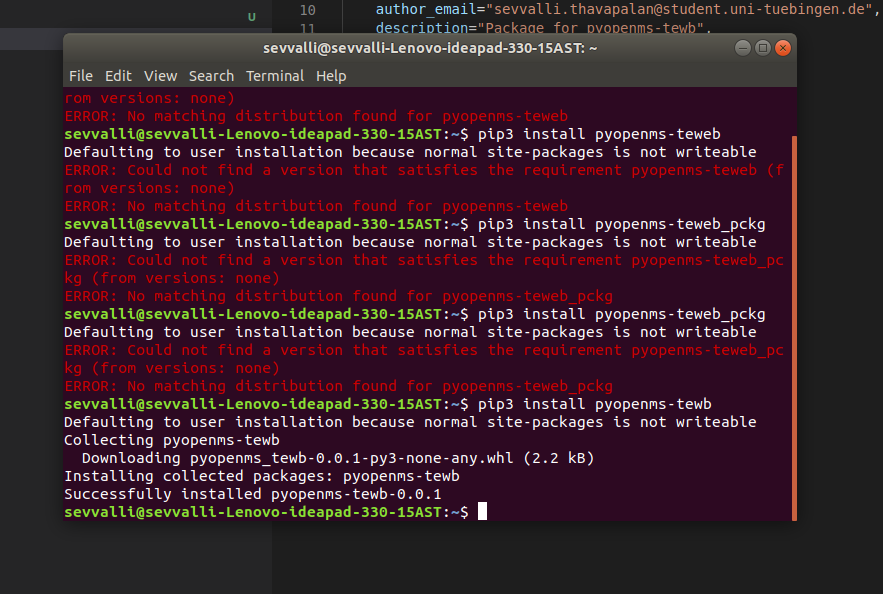 10 author_email="sevvalli.thavapalan@student.uni-tuebingen.de",
11 description="Package for pyopenms-tewb",
U
sevvalli@sevvalli-Lenovo-ideapad-330-15AST: ~
File Edit View Search Terminal Help
rom versions: none)
ERROR: No matching distribution found for pyopenms-teweb
sevvalli@sevvalli-Lenovo-ideapad-330-15AST:~$ pip3 install pyopenms-teweb
Defaulting to user installation because normal site-packages is not writeable
ERROR: Could not find a version that satisfies the requirement pyopenms-teweb (f
rom versions: none)
ERROR: No matching distribution found for pyopenms-teweb
sevvalli@sevvalli-Lenovo-ideapad-330-15AST:~$ pip3 install pyopenms-teweb_pckg
Defaulting to user installation because normal site-packages is not writeable
ERROR: Could not find a version that satisfies the requirement pyopenms-teweb_pc
kg (from versions: none)
ERROR: No matching distribution found for pyopenms-teweb_pckg
sevvalli@sevvalli-Lenovo-ideapad-330-15AST:~$ pip3 install pyopenms-teweb_pckg
Defaulting to user installation because normal site-packages is not writeable
ERROR: Could not find a version that satisfies the requirement pyopenms-teweb_pc
kg (from versions: none)
ERROR: No matching distribution found for pyopenms-teweb_pckg
sevvalli@sevvalli-Lenovo-ideapad-330-15AST:~$ pip3 install pyopenms-tewb
Defaulting to user installation because normal site-packages is not writeable
Collecting pyopenms-tewb
  Downloading pyopenms_tewb-0.0.1-py3-none-any.whl (2.2 kB)
Installing collected packages: pyopenms-tewb
Successfully installed pyopenms-tewb-0.0.1
sevvalli@sevvalli-Lenovo-ideapad-330-15AST:~$